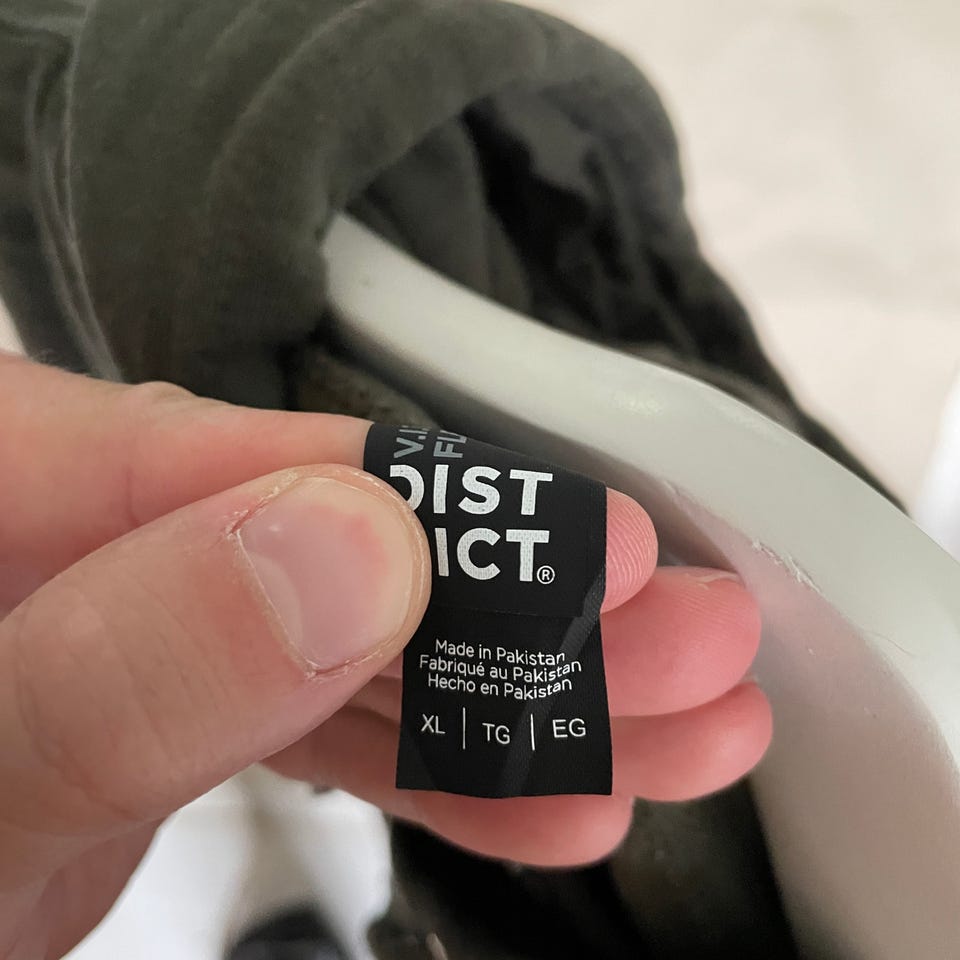 DIST
ICT®
Made in Pakistan
Fabriqué au Pakistan
Hecho en Pakistan
XL | TG | EG